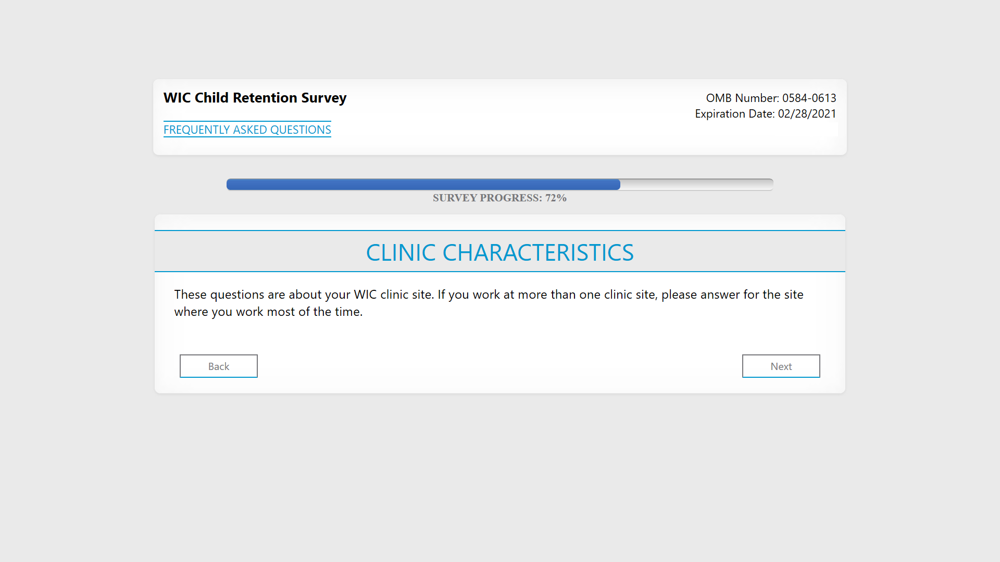 WIC Child Retention Survey
OMB Number: 0584-0613
Expiration Date: 02/28/2021
FREQUENTLY ASKED QUESTIONS
SURVEY PROGRESS: 72%
CLINIC CHARACTERISTICS
These questions are about your WIC clinic site. If you work at more than one clinic site, please answer for the site
where you work most of the time.
Back
Next